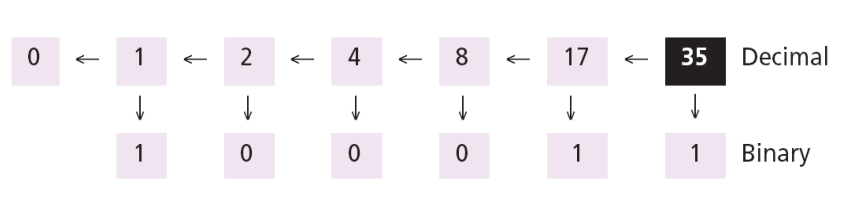 0 ← 1 ← 2 ← 4 ← 8 ← 17 ← 35 Decimal
↓ ↓ ↓ ↓ ↓ ↓
1 0 0 0 1 1 Binary